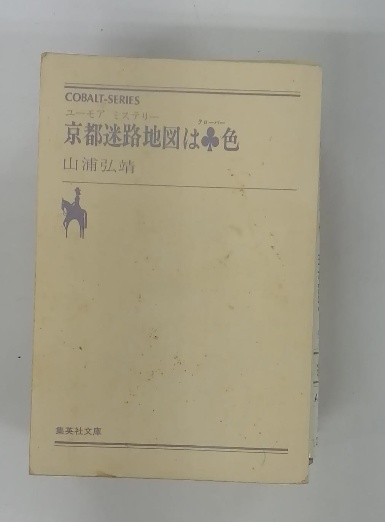 COBALT-SERIES
ユーモア ミステリー
クローバー
京都迷路地図は♣色
山浦弘靖
集英社文庫